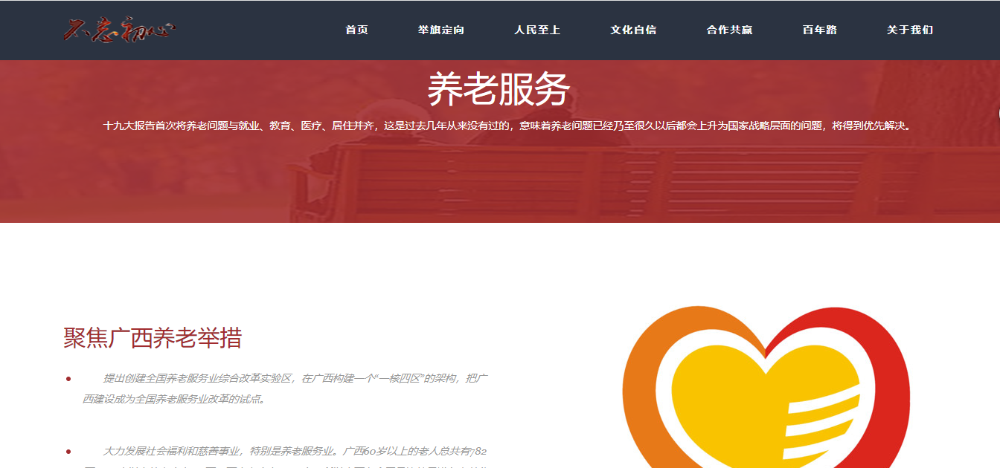 不忘初心
首页 举旗定向 人民至上 文化自信 合作共赢 百年路 关于我们
养老服务
十九大报告首次将养老问题与就业、教育、医疗、居住并齐，这是过去几年从来没有过的，意味着养老问题已经乃至很久以后都会上升为国家战略层面的问题，将得到优先解决。
聚焦广西养老举措
提出创建全国养老服务业综合改革实验区，在广西构建一个“一核四区”的架构，把广
西建设成为全国养老服务业改革的试点。
大力发展社会福利和慈善事业，特别是养老服务业。广西60岁以上的老人总共有782